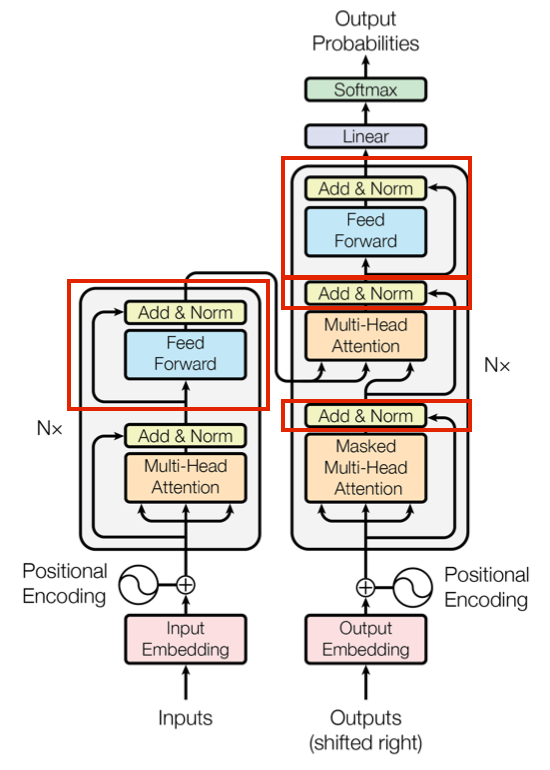 Output
Probabilities
Softmax
Linear
Add & Norm
Feed
Forward
Add & Norm
Multi-Head
Attention
Add & Norm
Masked
Multi-Head
Attention
N×
Positional
Encoding
Output
Embedding
Outputs
(shifted right)
Add & Norm
Feed
Forward
Add & Norm
Multi-Head
Attention
N×
Positional
Encoding
Input
Embedding
Inputs